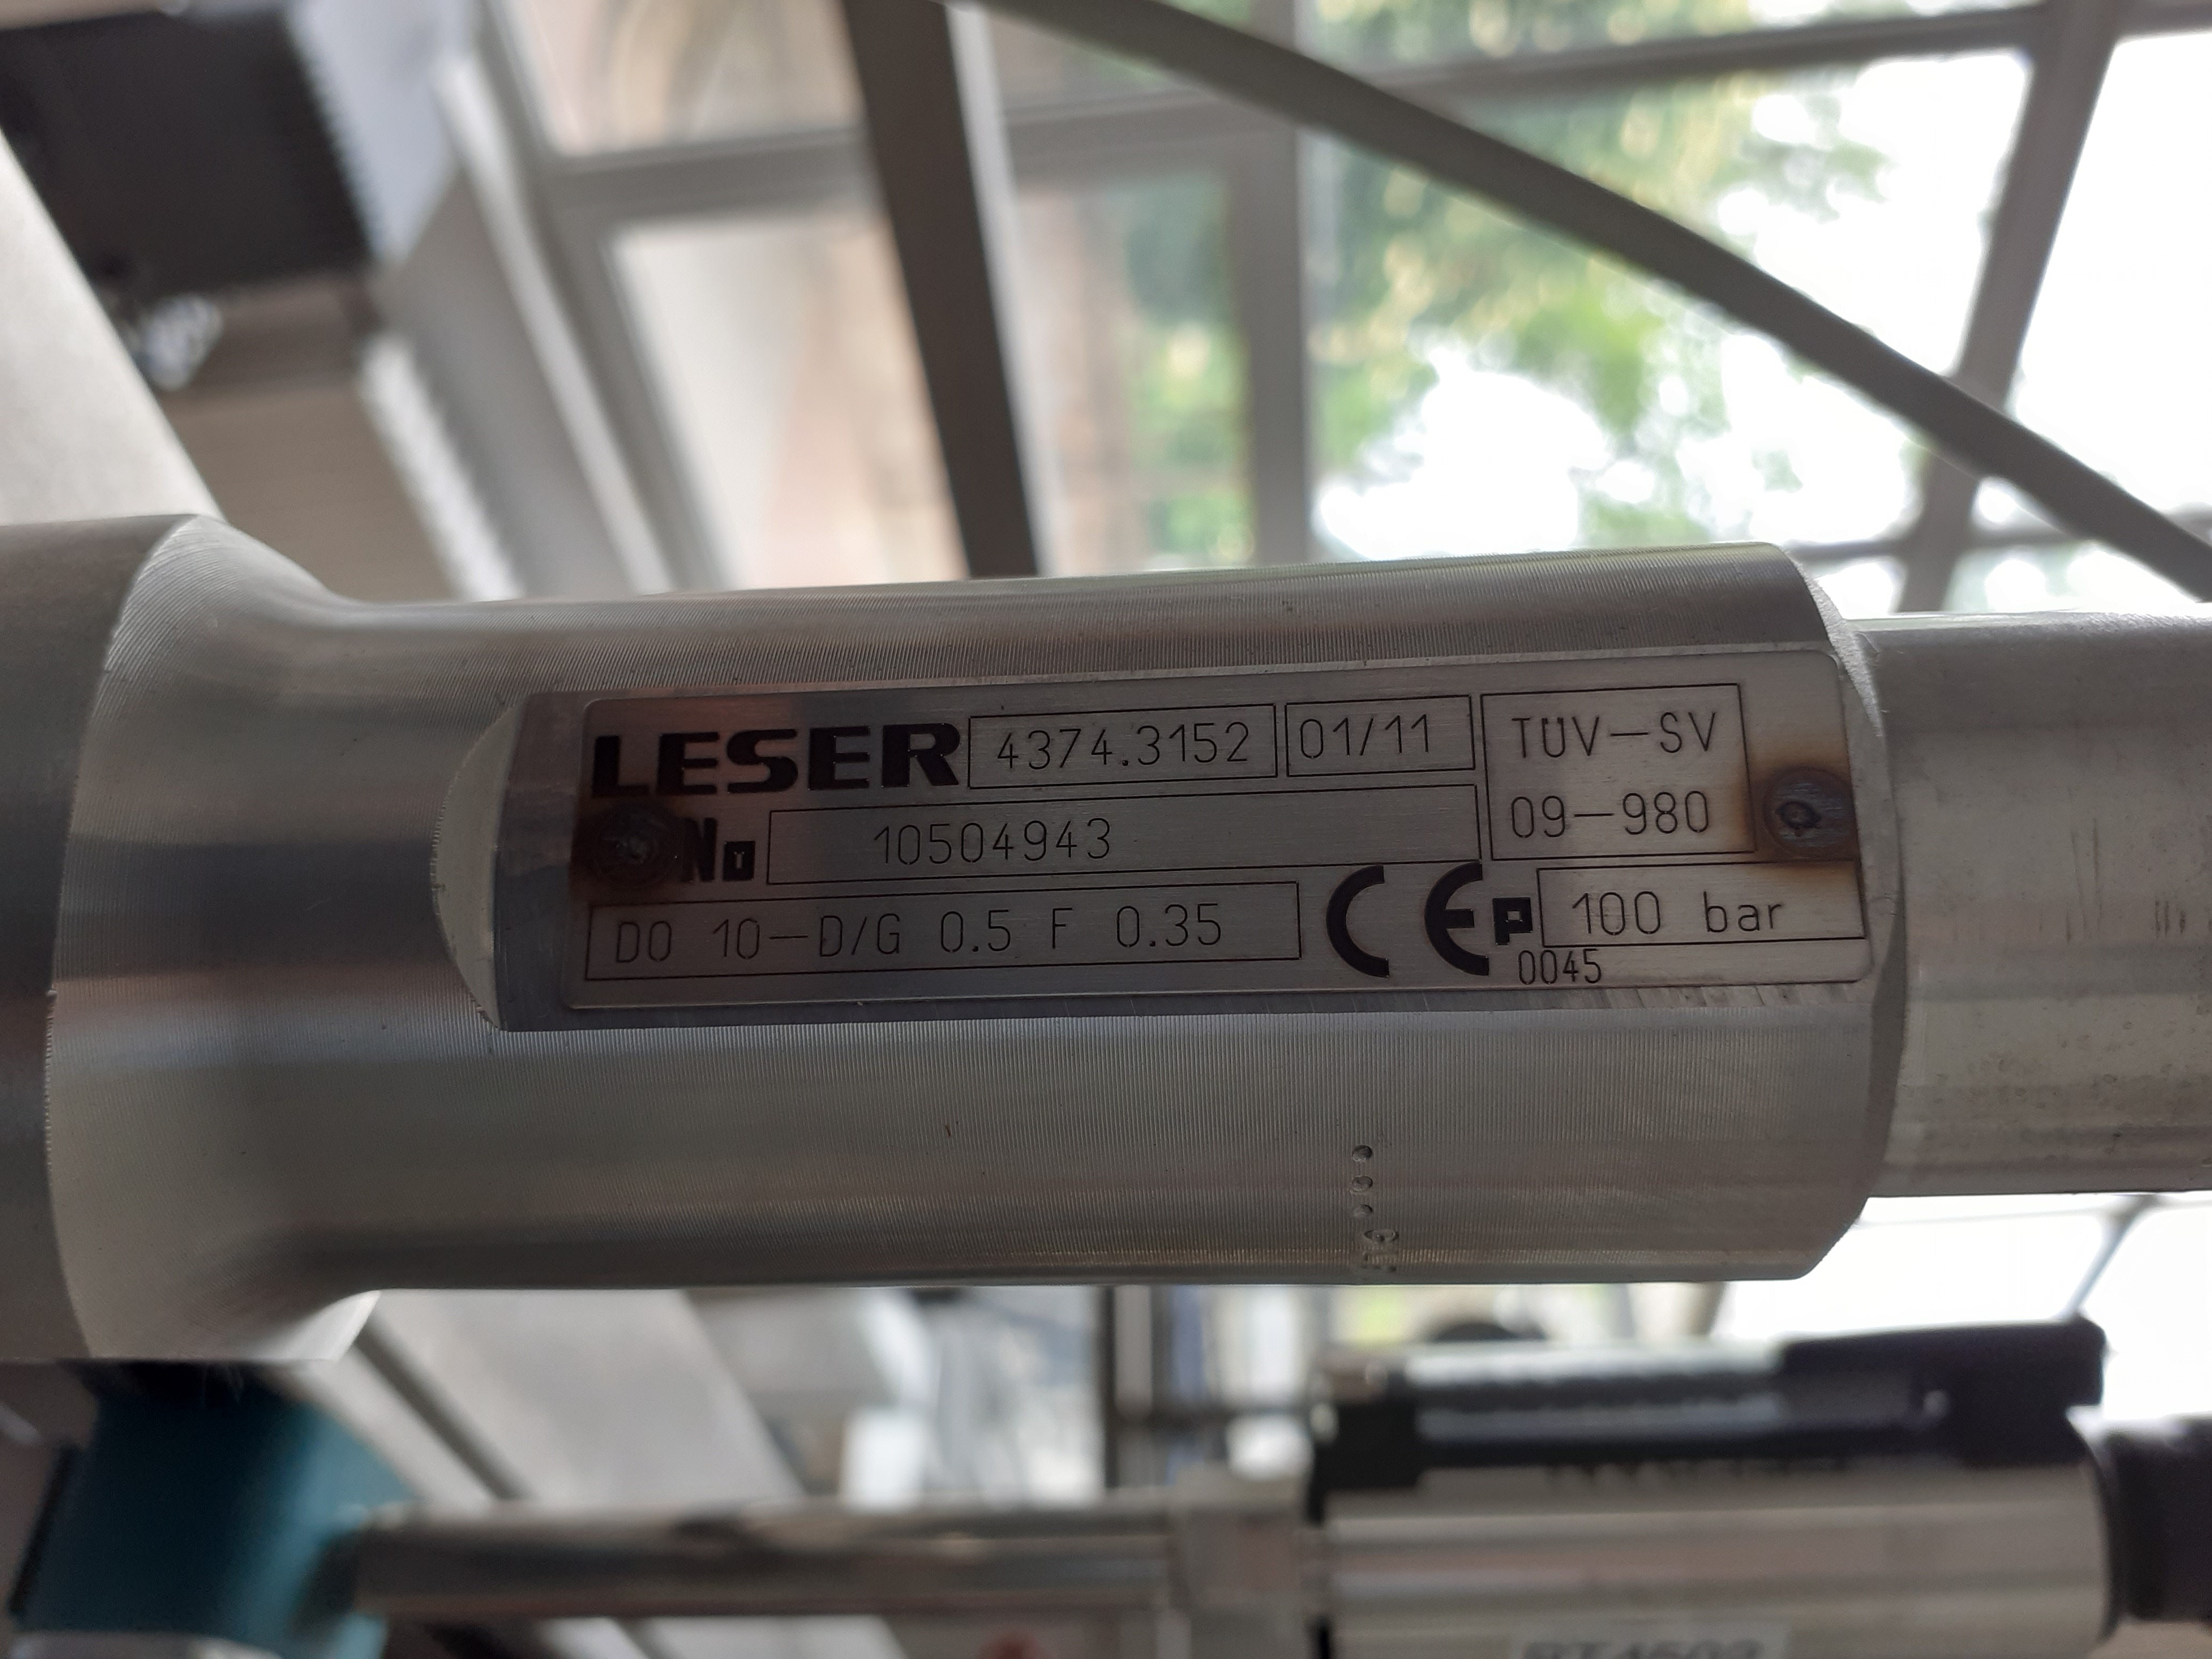 LESER 4374.3152 01/11 TÜV-SV
No 10504943 09-980
D0 10-D/G 0.5 F 0.35 CE P 100 bar
0045